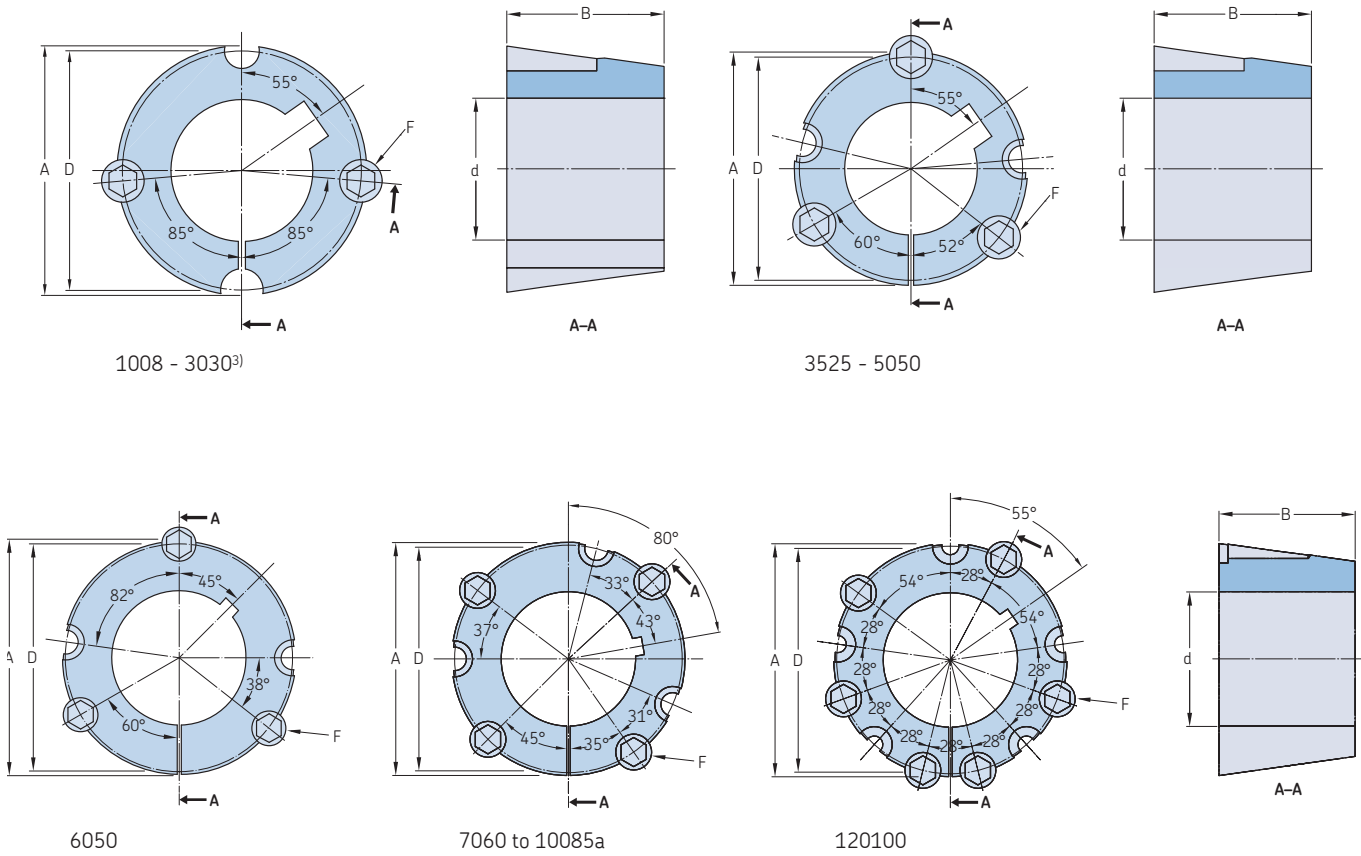 A
D
55°
F
A
85°
85°
A
1008 - 3030³⁾
B
d
A–A
A
A
D
55°
F
60°
52°
A
3525 - 5050
B
d
A–A
A
A
D
82°
45°
38°
60°
F
A
6050
A
D
80°
33°
A
43°
37°
31°
45°
35°
F
A
7060 to 10085a
A
D
55°
A
54°
28°
54°
28°
28°
28°
28°
28°
28°
28°
28°
28°
F
A
120100
B
d
A–A